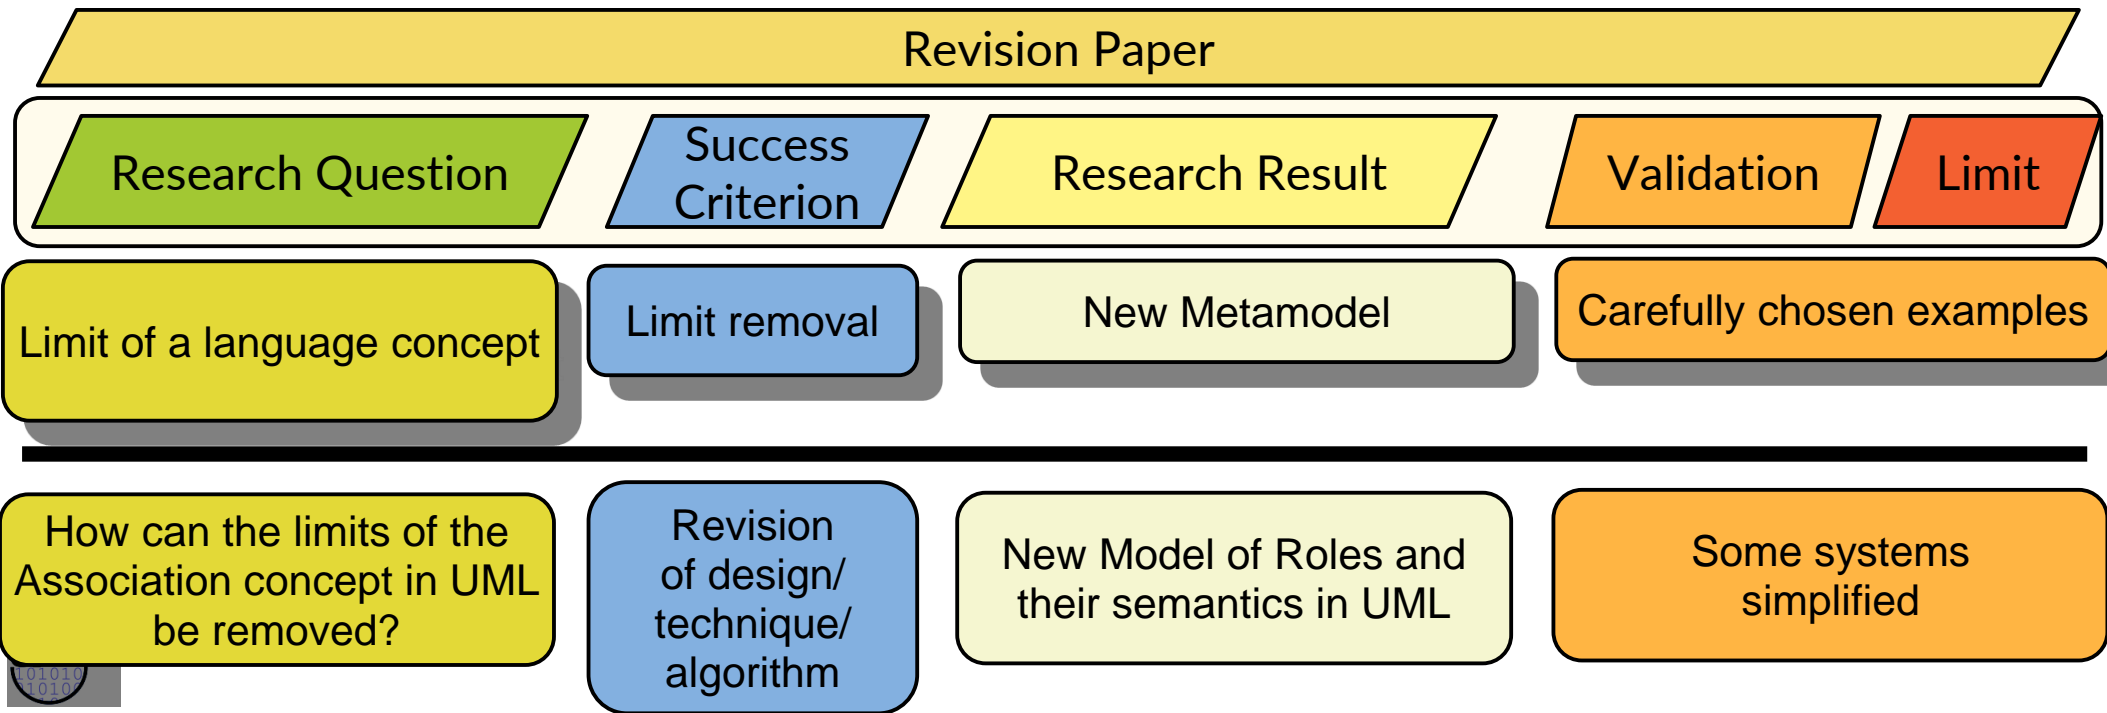 Revision Paper
Research Question
Success
Criterion
Research Result
Validation
Limit
Limit of a language concept
Limit removal
New Metamodel
Carefully chosen examples
How can the limits of the
Association concept in UML
be removed?
Revision
of design/
technique/
algorithm
New Model of Roles and
their semantics in UML
Some systems
simplified
101010